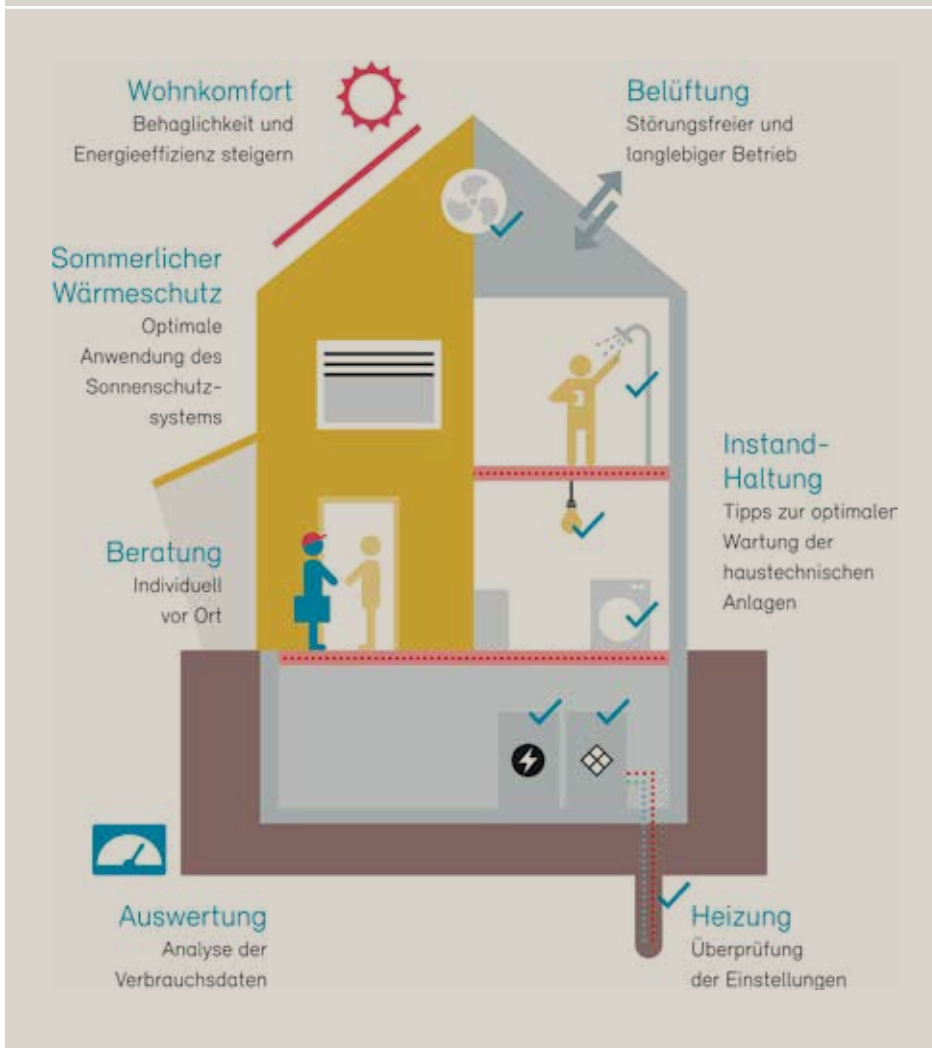 Wohnkomfort
Behaglichkeit und
Energieeffizienz steigern
Belüftung
Störungsfreier und
langlebiger Betrieb
Sommerlicher
Wärmeschutz
Optimale
Anwendung des
Sonnenschutz-
systems
Instand-
Haltung
Tipps zur optimaler
Wartung der
haustechnischen
Anlagen
Beratung
Individuell
vor Ort
Auswertung
Analyse der
Verbrauchsdaten
Heizung
Überprüfung
der Einstellungen